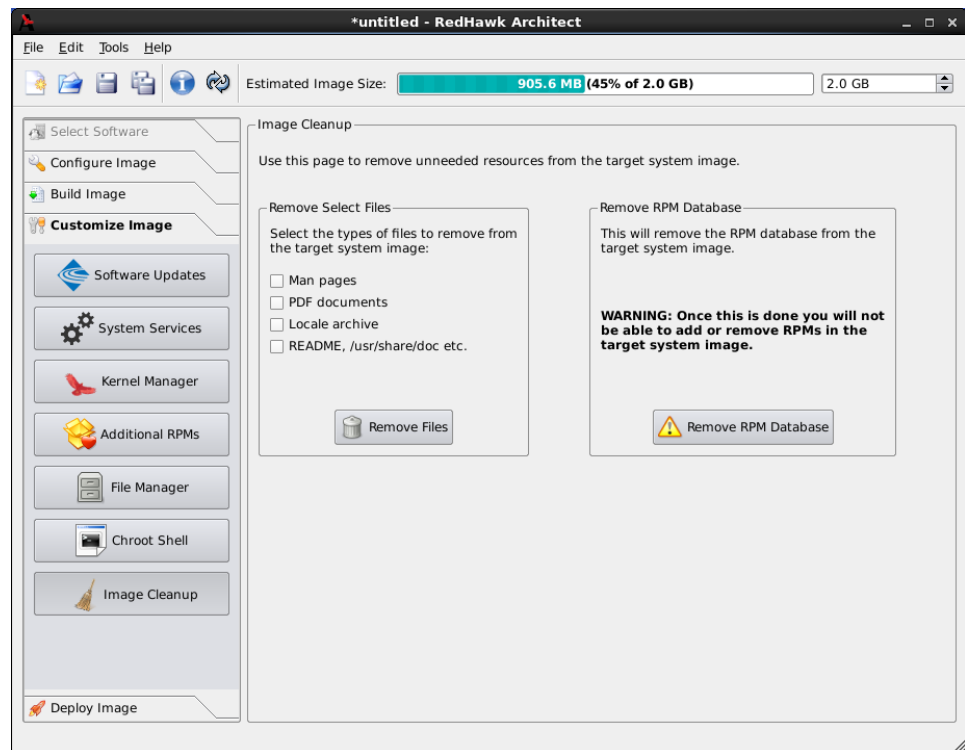 *untitled - RedHawk Architect
File Edit Tools Help
Estimated Image Size: 905.6 MB (45% of 2.0 GB) 2.0 GB
Select Software
Configure Image
Build Image
Customize Image
Software Updates
System Services
Kernel Manager
Additional RPMs
File Manager
Chroot Shell
Image Cleanup
Deploy Image
Image Cleanup
Use this page to remove unneeded resources from the target system image.
Remove Select Files
Select the types of files to remove from
the target system image:
Man pages
PDF documents
Locale archive
README, /usr/share/doc etc.
Remove Files
Remove RPM Database
This will remove the RPM database from the
target system image.
WARNING: Once this is done you will not
be able to add or remove RPMs in the
target system image.
Remove RPM Database